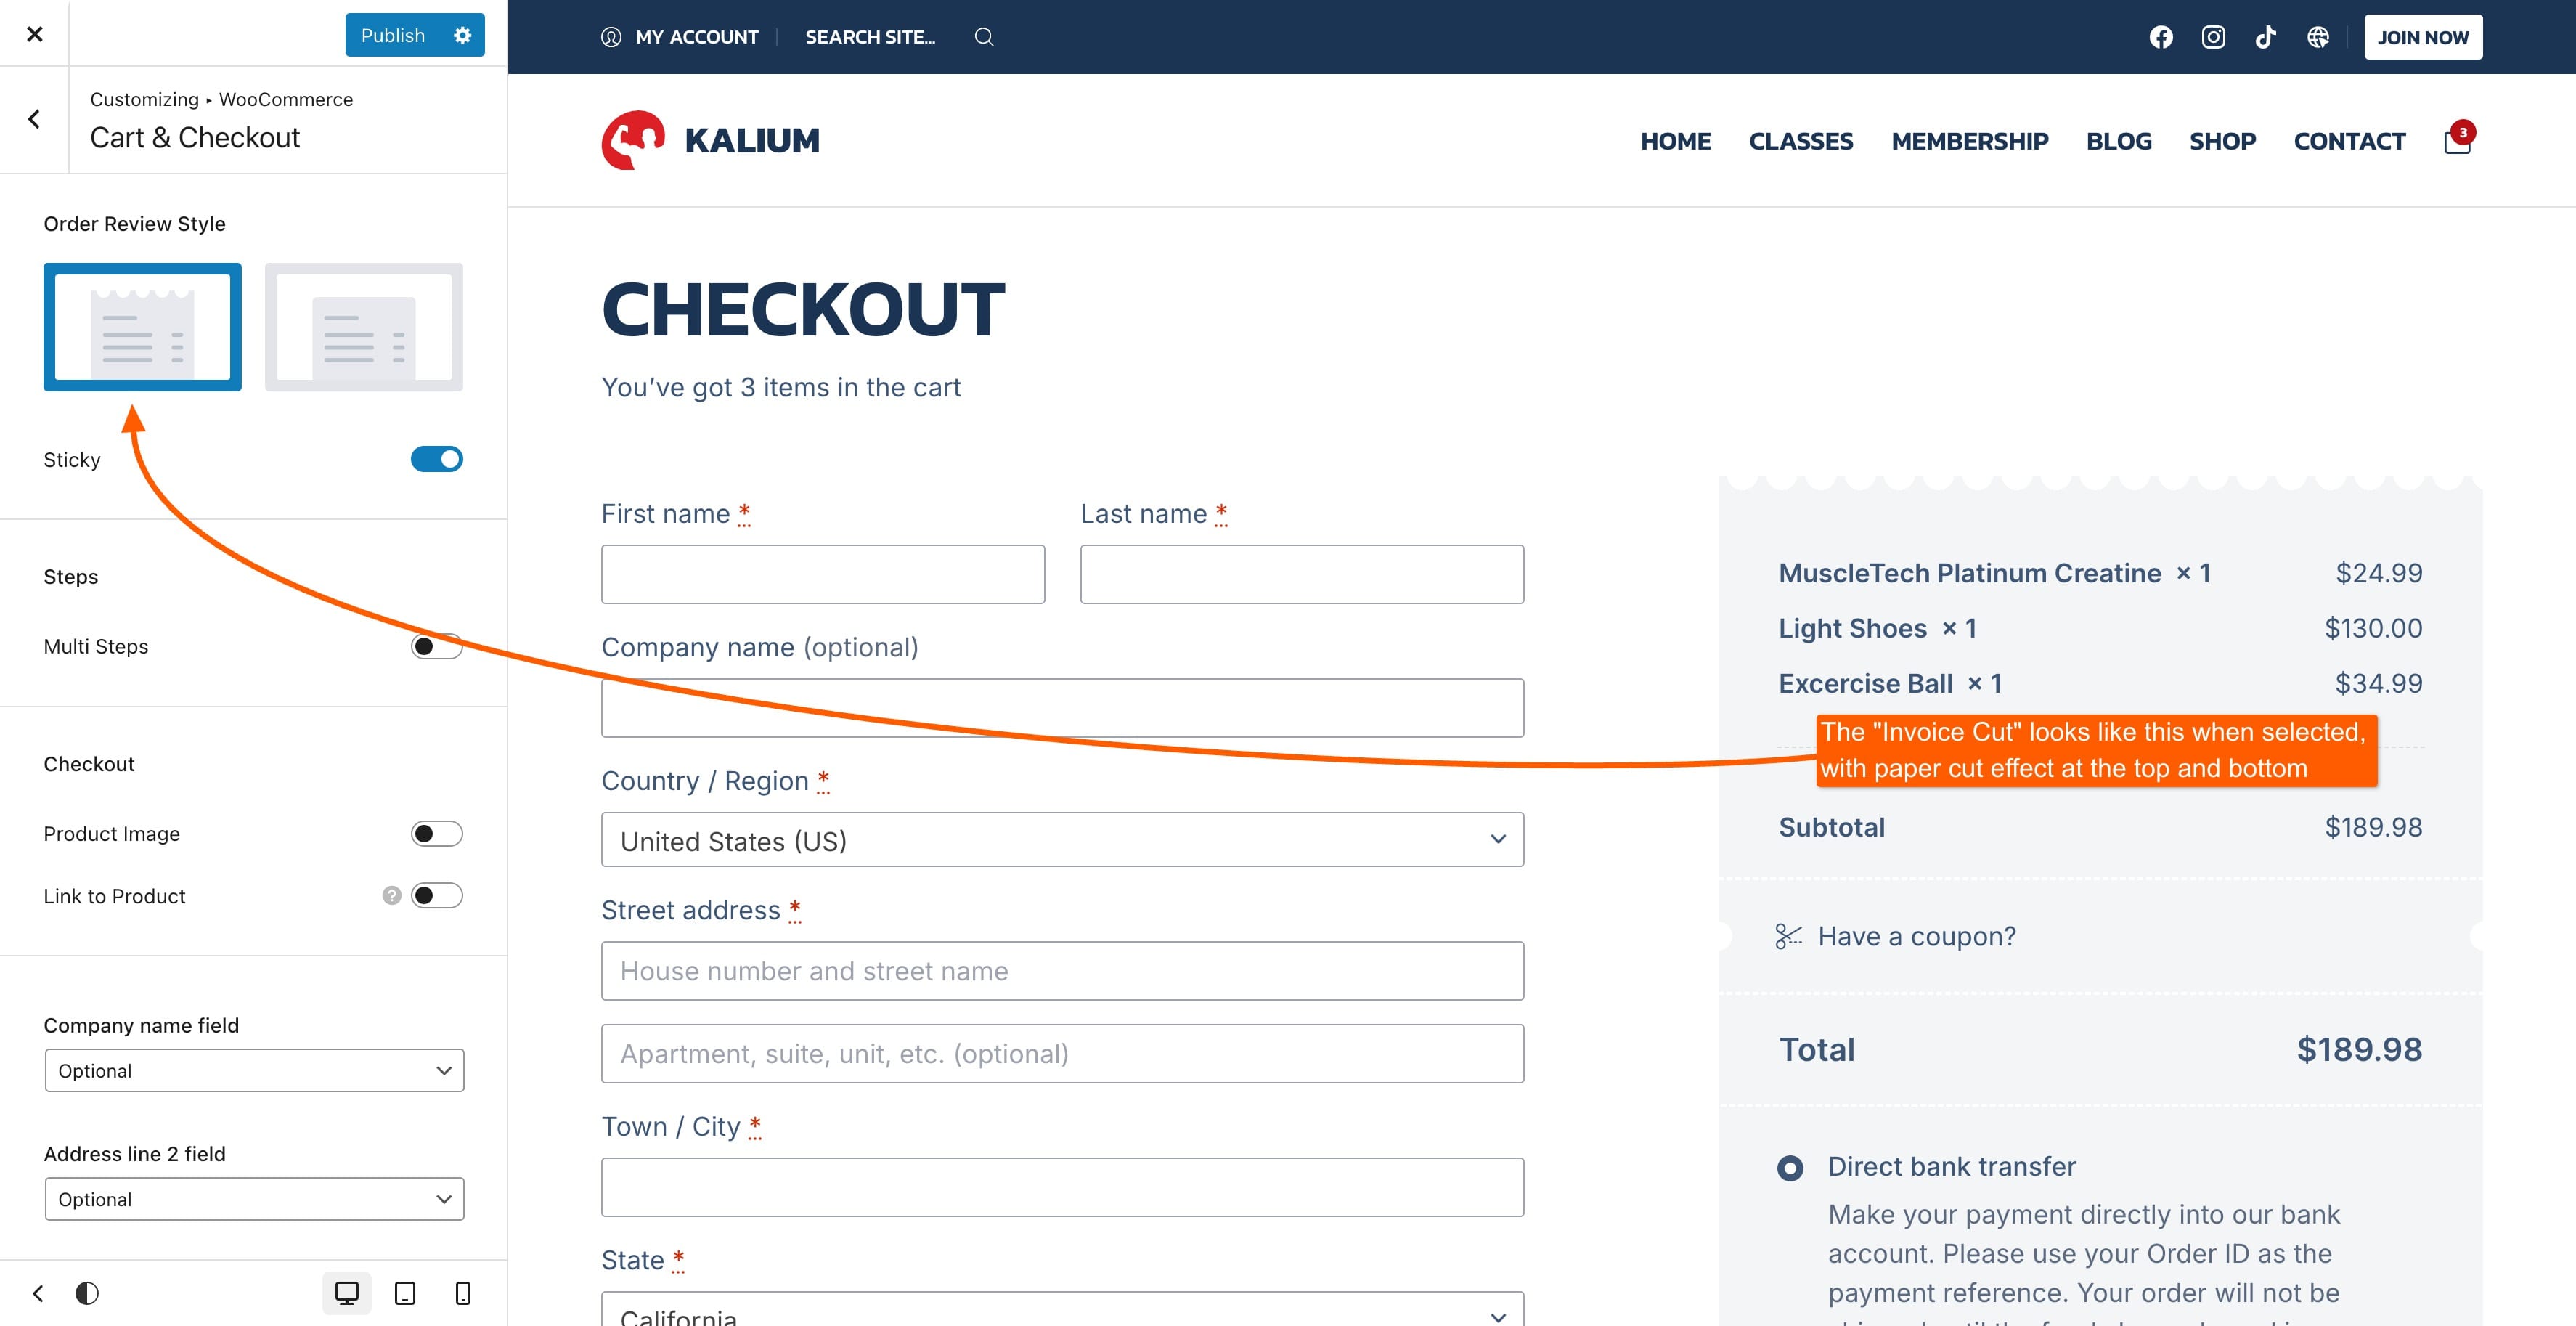 Publish
Customizing ▸ WooCommerce
Cart & Checkout
Order Review Style
Sticky
Steps
Multi Steps
Checkout
Product Image
Link to Product ?
Company name field
Optional
Address line 2 field
Optional
MY ACCOUNT
SEARCH SITE...
JOIN NOW
KALIUM
HOME CLASSES MEMBERSHIP BLOG SHOP CONTACT 3
CHECKOUT
You’ve got 3 items in the cart
First name *
Last name *
Company name (optional)
Country / Region *
United States (US)
Street address *
House number and street name
Apartment, suite, unit, etc. (optional)
Town / City *
State *
California
MuscleTech Platinum Creatine × 1 $24.99
Light Shoes × 1 $130.00
Excercise Ball × 1 $34.99
The "Invoice Cut" looks like this when selected,
with paper cut effect at the top and bottom
Subtotal $189.98
Have a coupon?
Total $189.98
Direct bank transfer
Make your payment directly into our bank
account. Please use your Order ID as the
payment reference. Your order will not be